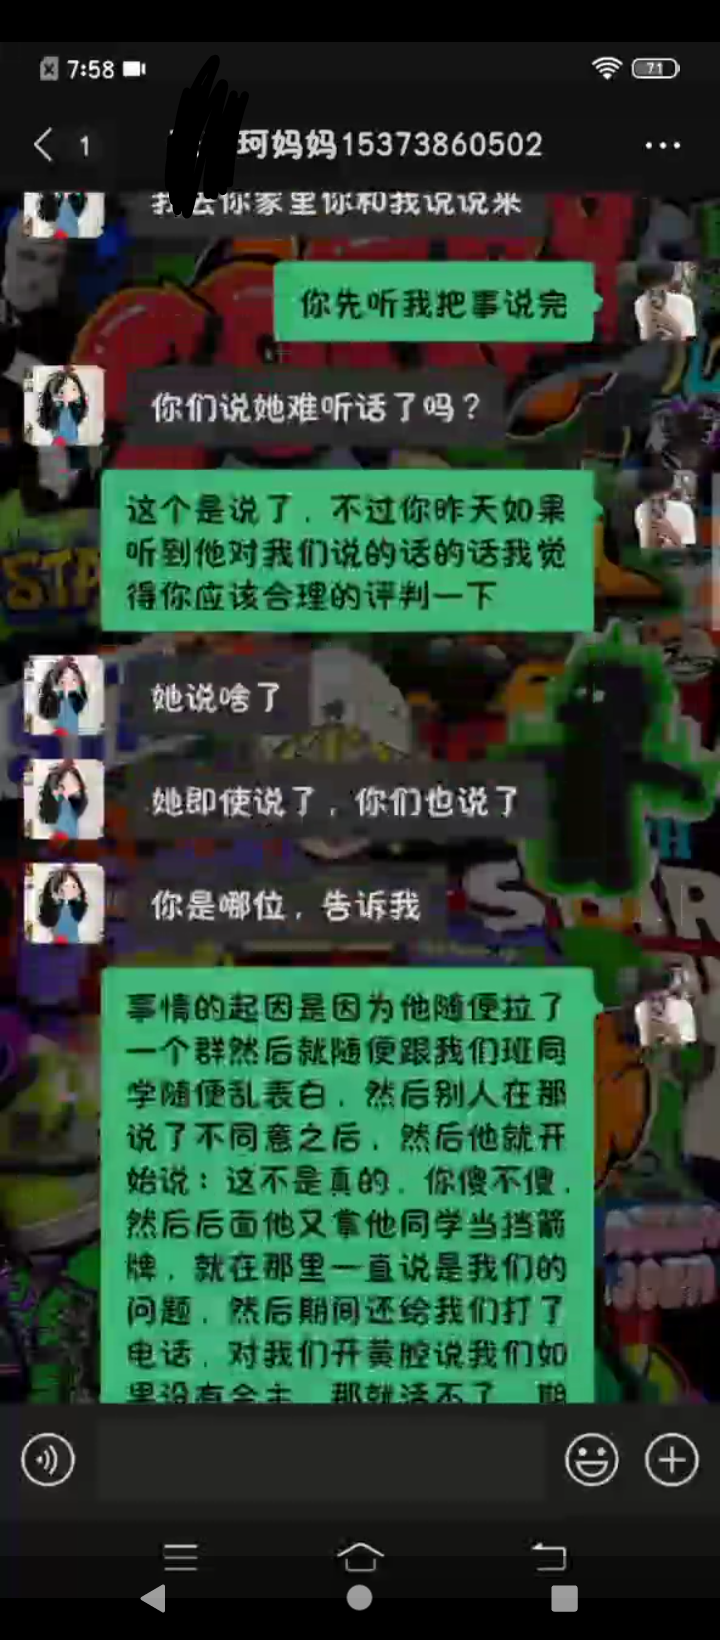 7:58
71
1
珂妈妈15373860502
我去你家里你和我说说来
你先听我把事说完
你们说她难听话了吗？
这个是说了，不过你昨天如果
听到他对我们说的话的话我觉
得你应该合理的评判一下
她说啥了
她即使说了，你们也说了
你是哪位，告诉我
事情的起因是因为他随便拉了
一个群然后就随便跟我们班同
学随便乱表白，然后别人在那
说了不同意之后，然后他就开
始说：这不是真的，你傻不傻，
然后后面他又拿他同学当挡箭
牌，就在那里一直说是我们的
问题，然后期间还给我们打了
电话，对我们开黄腔说我们如
果没有会主，那就活不了，期